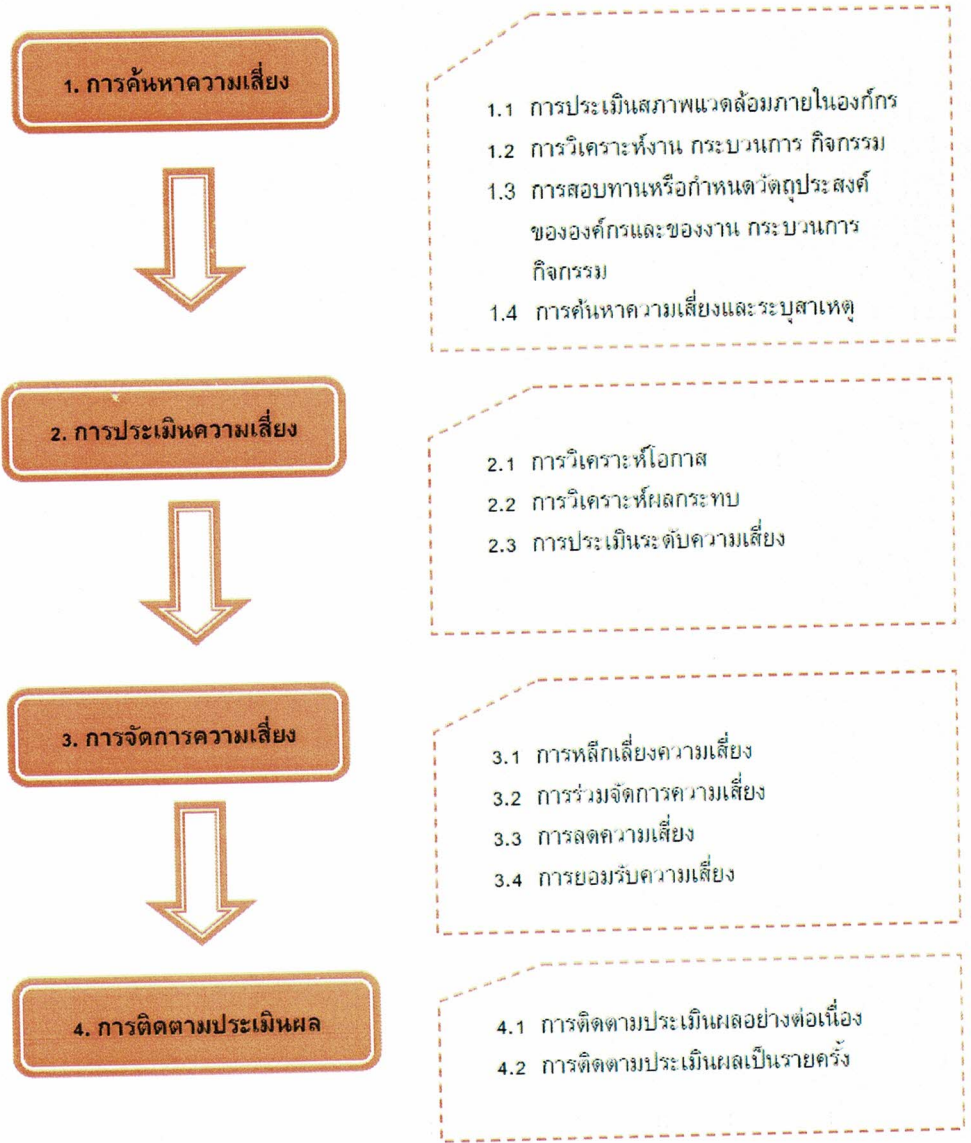 1. การค้นหาความเสี่ยง
1.1 การประเมินสภาพแวดล้อมภายในองก์กร
1.2 การวิเคราะห์งาน กระบวนการ กิจกรรม
1.3 การสอบทานหรือกำหนดวัตถุประสงค์
ขององค์กรและของงาน กระบวนการ
กิจกรรม
1.4 การค้นหาความเสี่ยงและระบุสาเหตุ
2. การประเมินความเสี่ยง
2.1 การวิเคราะห์โอกาส
2.2 การวิเคราะห์ผลกระทบ
2.3 การประเมินระดับความเสี่ยง
3. การจัดการความเสี่ยง
3.1 การหลีกเลี่ยงความเสี่ยง
3.2 การร่วมจัดการความเสี่ยง
3.3 การลดความเสี่ยง
3.4 การยอมรับความเสี่ยง
4. การติดตามประเมินผล
4.1 การติดตามประเมินผลอย่างต่อเนื่อง
4.2 การติดตามประเมินผลเป็นรายครั้ง